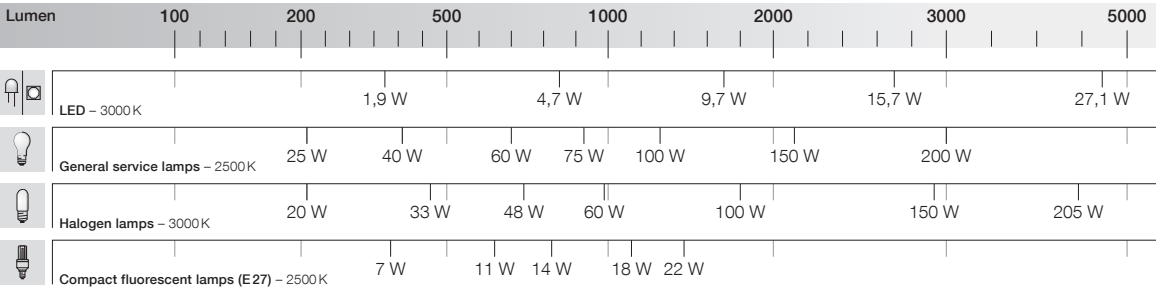 Lumen 100 200 500 1000 2000 3000 5000
1,9 W 4,7 W 9,7 W 15,7 W 27,1 W
LED – 3000 K
25 W 40 W 60 W 75 W 100 W 150 W 200 W
General service lamps – 2500 K
20 W 33 W 48 W 60 W 100 W 150 W 205 W
Halogen lamps – 3000 K
7 W 11 W 14 W 18 W 22 W
Compact fluorescent lamps (E 27) – 2500 K